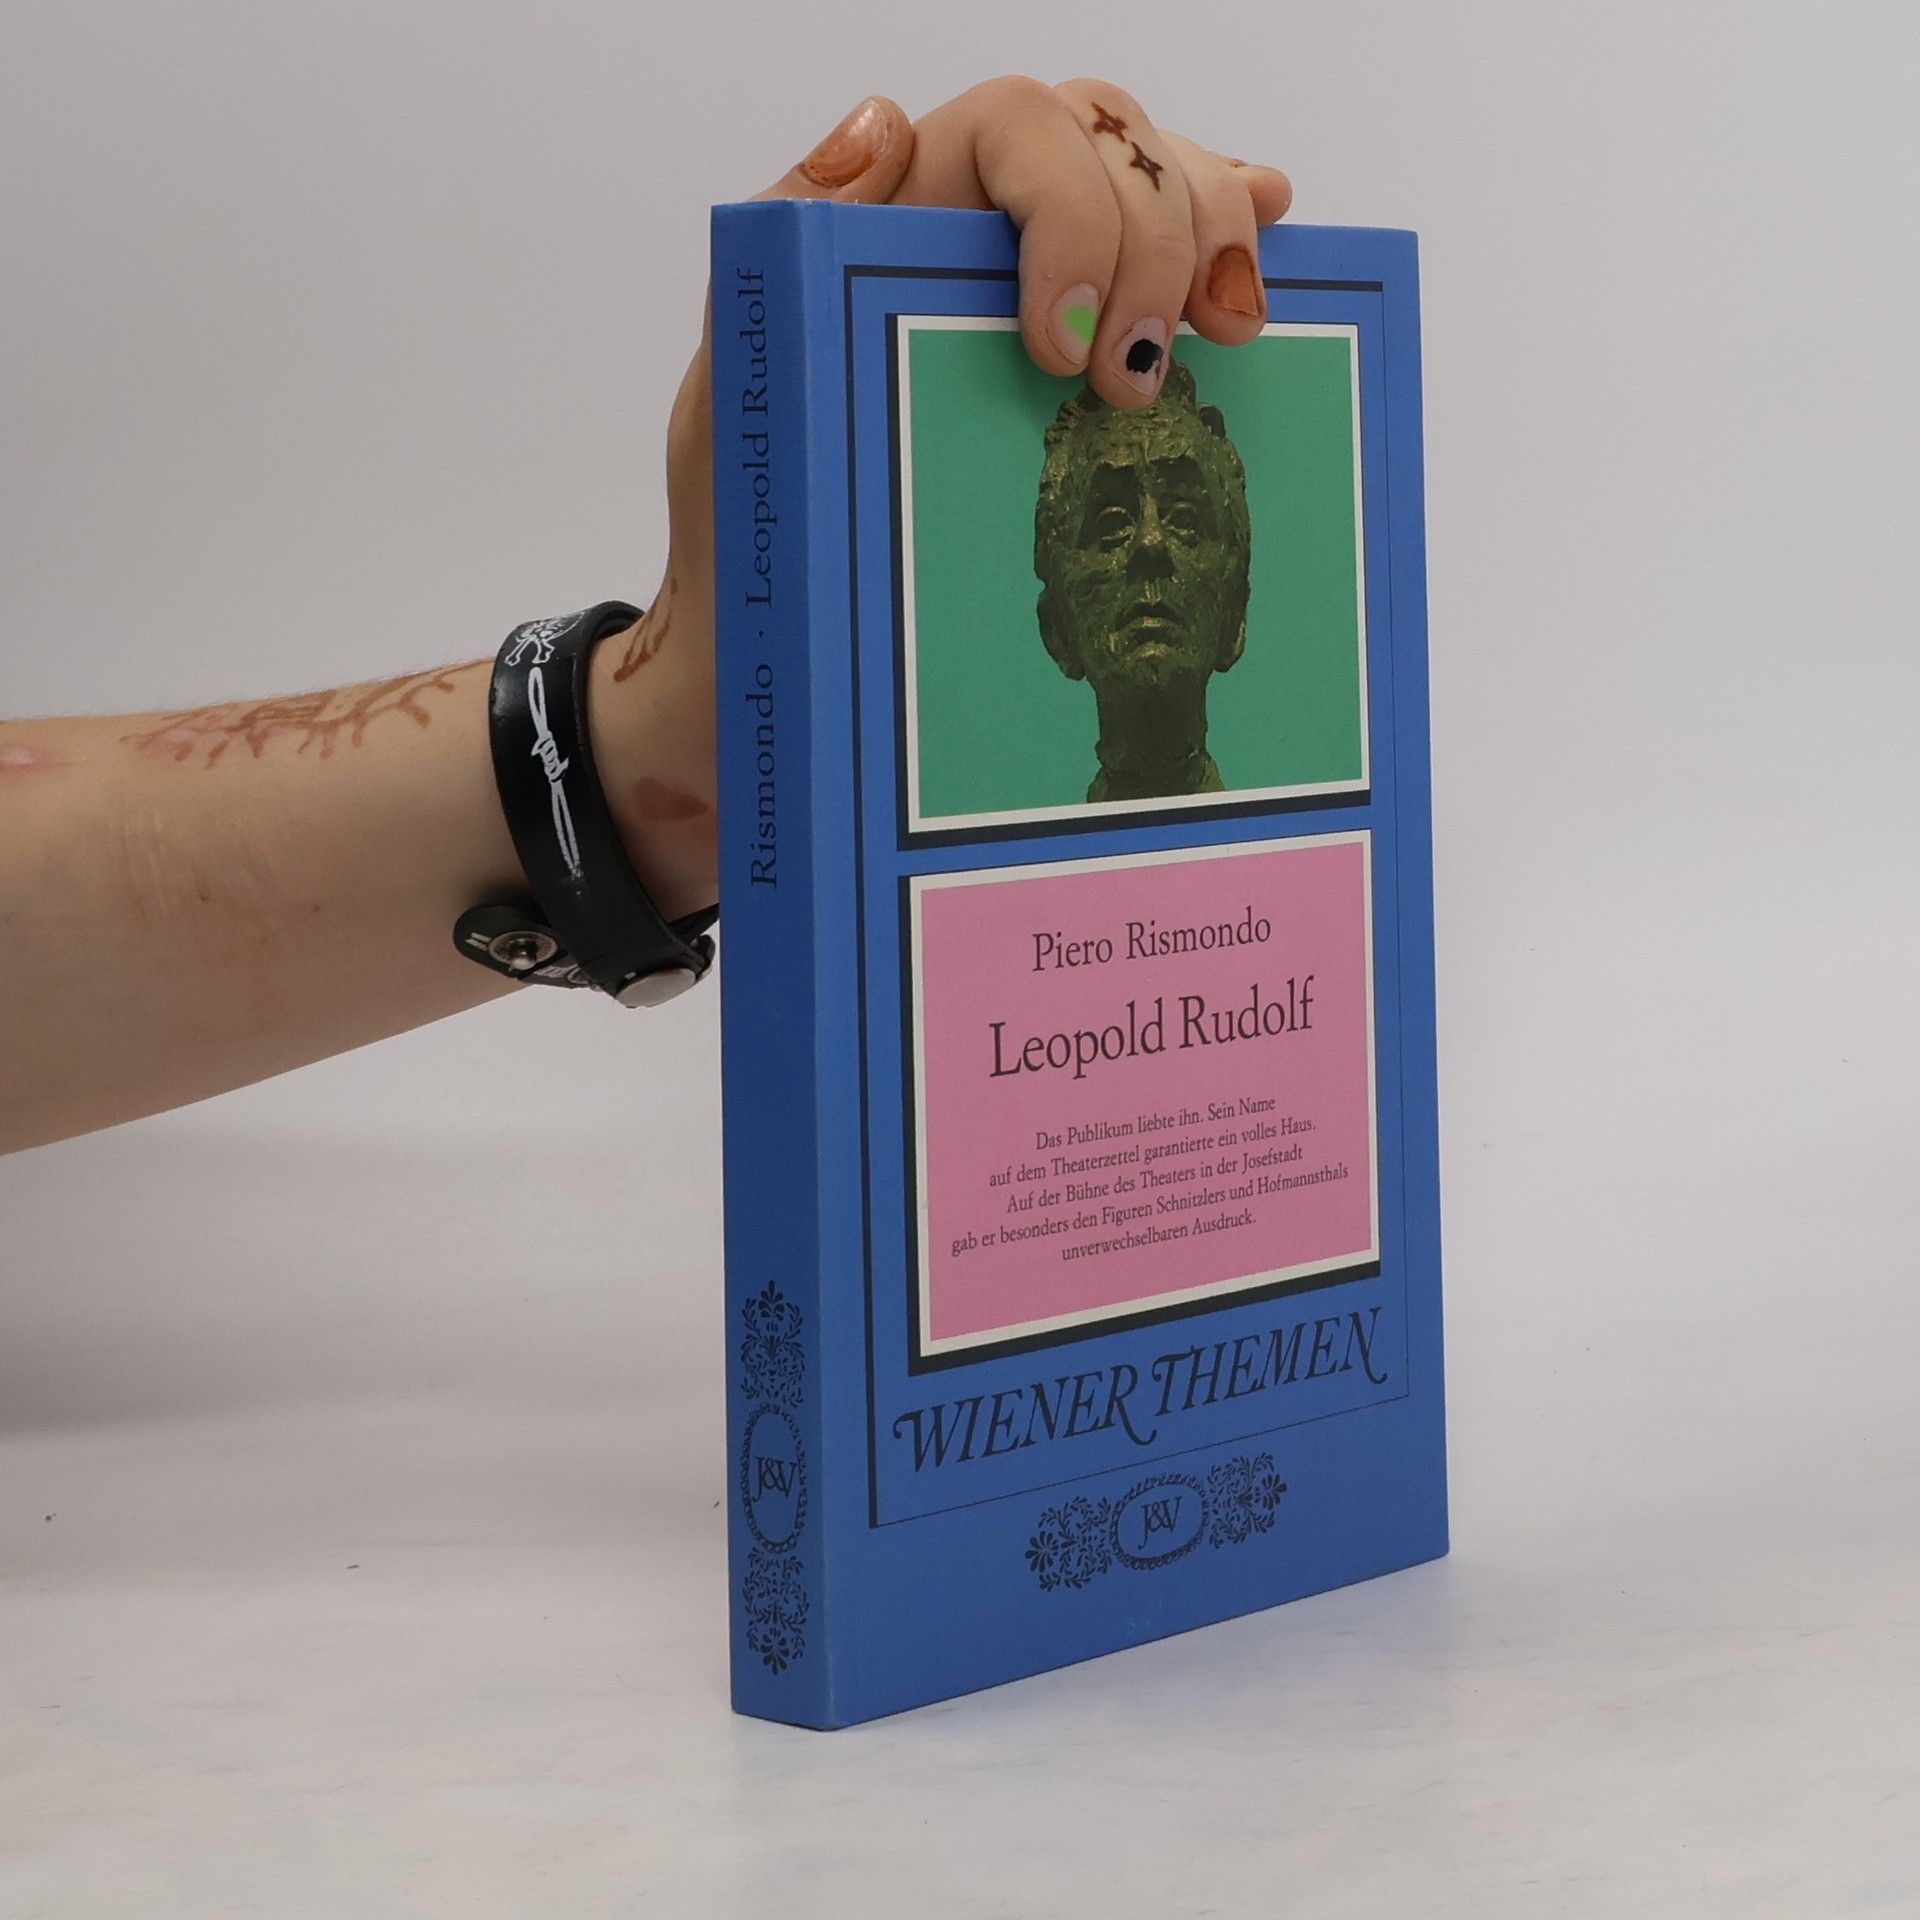 Rismondo · Leopold Rudolf
J&V
Piero Rismondo
Leopold Rudolf
Das Publikum liebte ihn. Sein Name
auf dem Theaterzettel garantierte ein volles Haus.
Auf der Bühne des Theaters in der Josefstadt
gab er besonders den Figuren Schnitzlers und Hofmannsthals
unverwechselbaren Ausdruck.
WIENER THEMEN
J&V